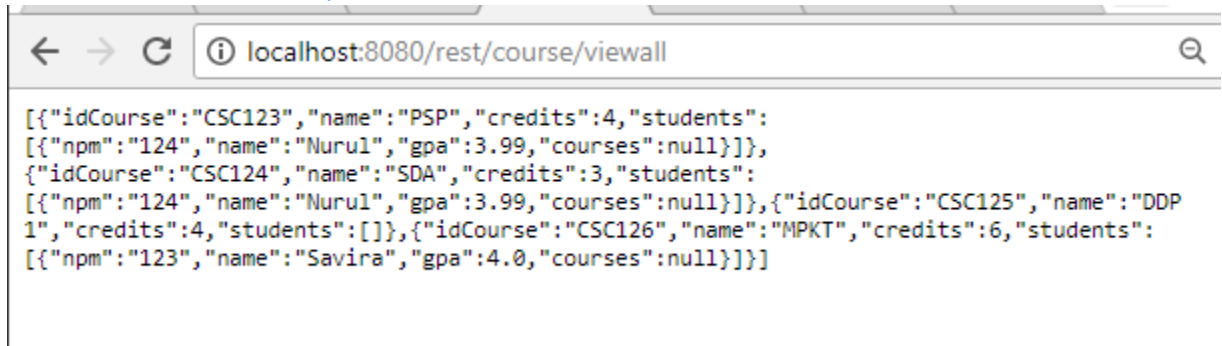 localhost:8080/rest/course/viewall
[{"idCourse":"CSC123","name":"PSP","credits":4,"students":
[{"npm":"124","name":"Nurul","gpa":3.99,"courses":null}]},
{"idCourse":"CSC124","name":"SDA","credits":3,"students":
[{"npm":"124","name":"Nurul","gpa":3.99,"courses":null}]},{"idCourse":"CSC125","name":"DDP
1","credits":4,"students":[]},{"idCourse":"CSC126","name":"MPKT","credits":6,"students":
[{"npm":"123","name":"Savira","gpa":4.0,"courses":null}]}]